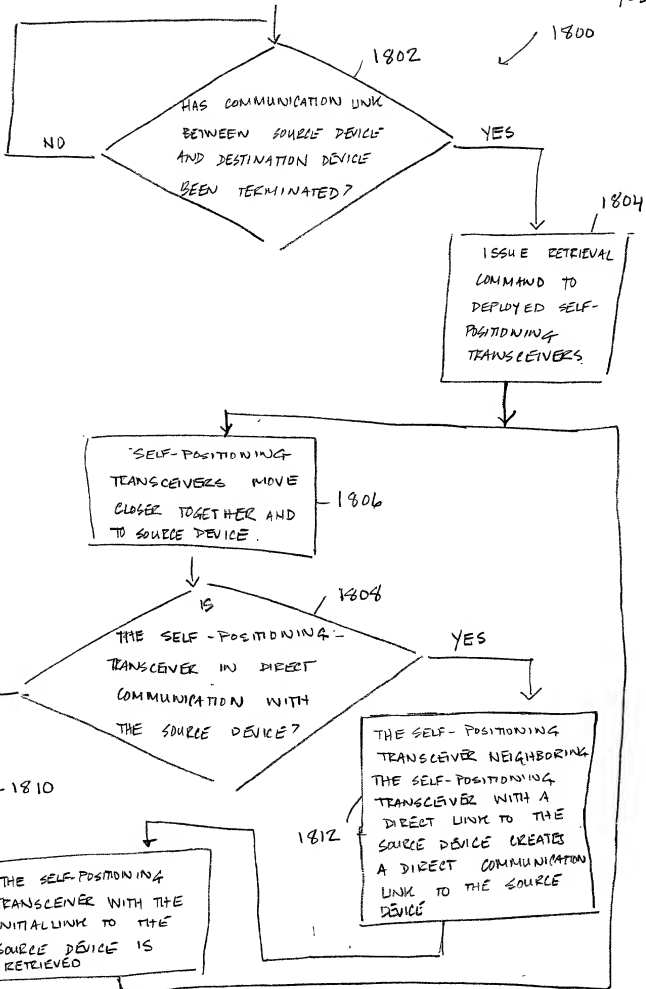 1800
1802
HAS COMMUNICATION LINK
BETWEEN SOURCE DEVICE
AND DESTINATION DEVICE
BEEN TERMINATED?
NO
YES
1804
ISSUE RETRIEVAL
COMMAND TO
DEPLOYED SELF-
POSITIONING
TRANSCEIVERS.
SELF-POSITIONING
TRANSCEIVERS MOVE
CLOSER TOGETHER AND
TO SOURCE DEVICE.
1806
1808
IS
THE SELF-POSITIONING
TRANSCEIVER IN DIRECT
COMMUNICATION WITH
THE SOURCE DEVICE?
YES
THE SELF-POSITIONING
TRANSCEIVER NEIGHBORING
THE SELF-POSITIONING
TRANSCEIVER WITH A
DIRECT LINK TO THE
SOURCE DEVICE CREATES
A DIRECT COMMUNICATION
LINK TO THE SOURCE
DEVICE
1812
1810
THE SELF-POSITIONING
TRANSCEIVER WITH THE
INITIAL LINK TO THE
SOURCE DEVICE IS
RETRIEVED